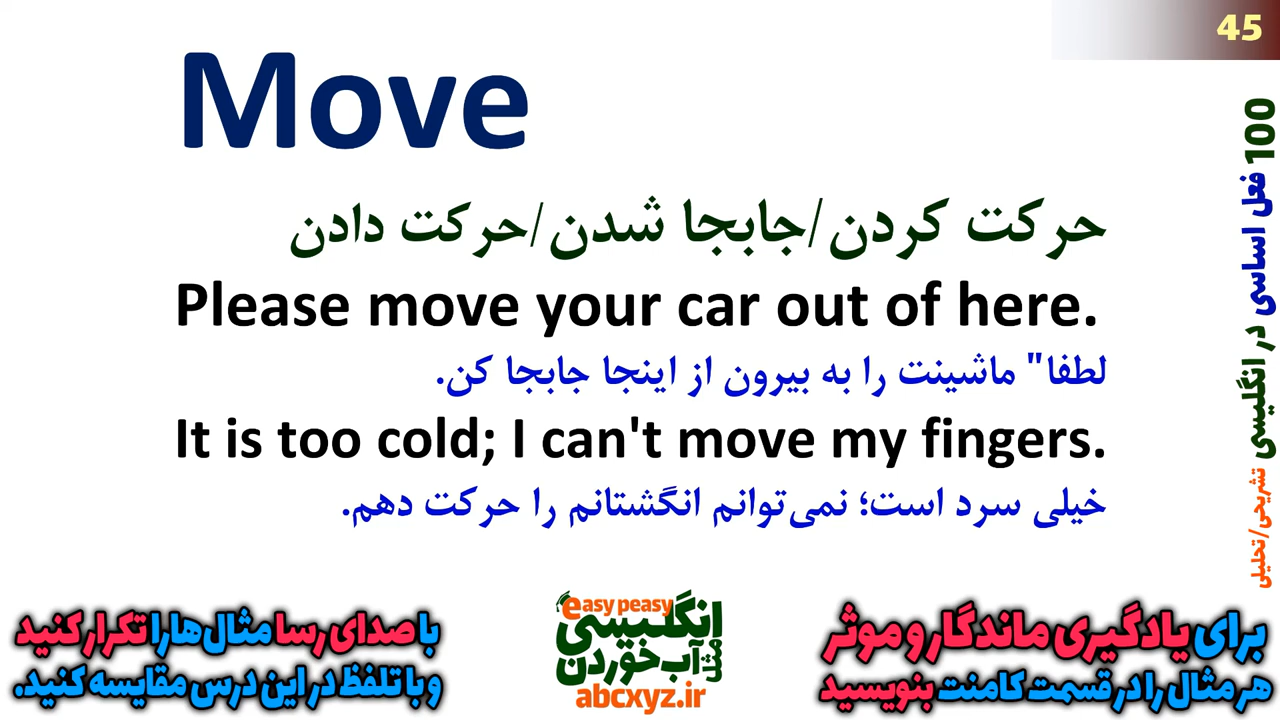 45
Move
حرکت کردن/جابجا شدن/حرکت دادن
Please move your car out of here.
لطفا" ماشینت را به بیرون از اینجا جابجا کن.
It is too cold; I can't move my fingers.
خیلی سرد است؛ نمی‌توانم انگشتانم را حرکت دهم.
100 فعل اساسی در انگلیسی
تشریحی/تحلیلی
برای یادگیری ماندگار و موثر
هر مثال را در قسمت کامنت بنویسید
easy peasy
انگلیسی
مثل آب خوردن
abcxyz.ir
با صدای رسا مثال‌ها را تکرار کنید
و با تلفظ در این درس مقایسه کنید.